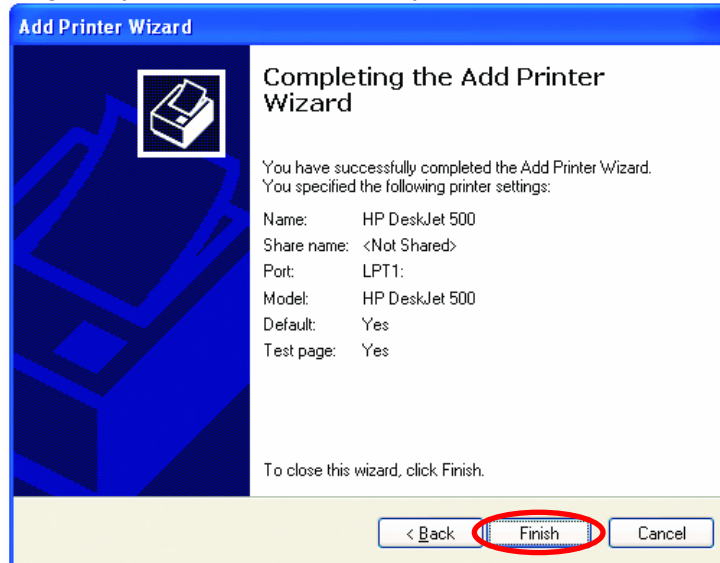 Add Printer Wizard
Completing the Add Printer
Wizard
You have successfully completed the Add Printer Wizard.
You specified the following printer settings:
Name: HP DeskJet 500
Share name: <Not Shared>
Port: LPT1:
Model: HP DeskJet 500
Default: Yes
Test page: Yes
To close this wizard, click Finish.
< Back Finish Cancel